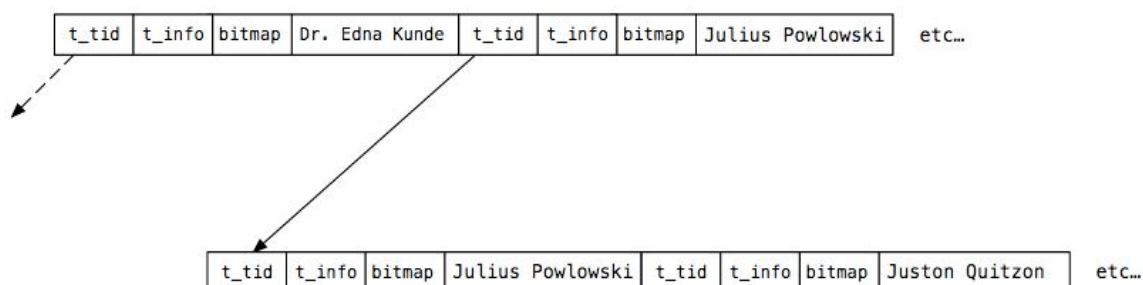 t_tid t_info bitmap Dr. Edna Kunde t_tid t_info bitmap Julius Powlowski etc…
t_tid t_info bitmap Julius Powlowski t_tid t_info bitmap Juston Quitzon etc…